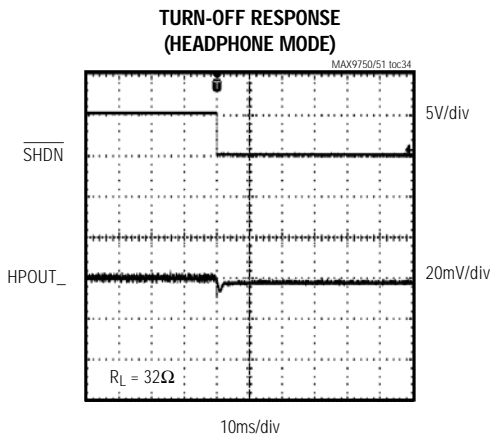 TURN-OFF RESPONSE
(HEADPHONE MODE)
MAX9750/51 toc34
5V/div
SHDN
HPOUT_
20mV/div
RL = 32Ω
10ms/div